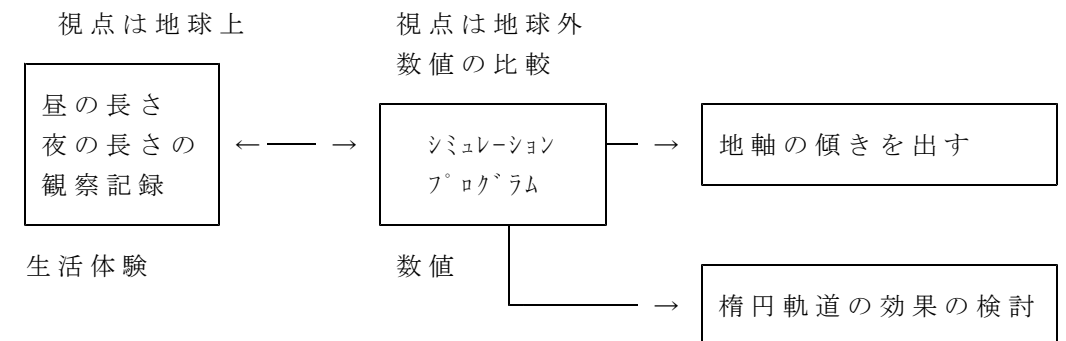 視点は地球上
視点は地球外
数値の比較
昼の長さ
夜の長さの
観察記録
ｼﾐｭﾚｰｼｮﾝ
ﾌﾟﾛｸﾞﾗﾑ
地軸の傾きを出す
生活体験
数値
楕円軌道の効果の検討